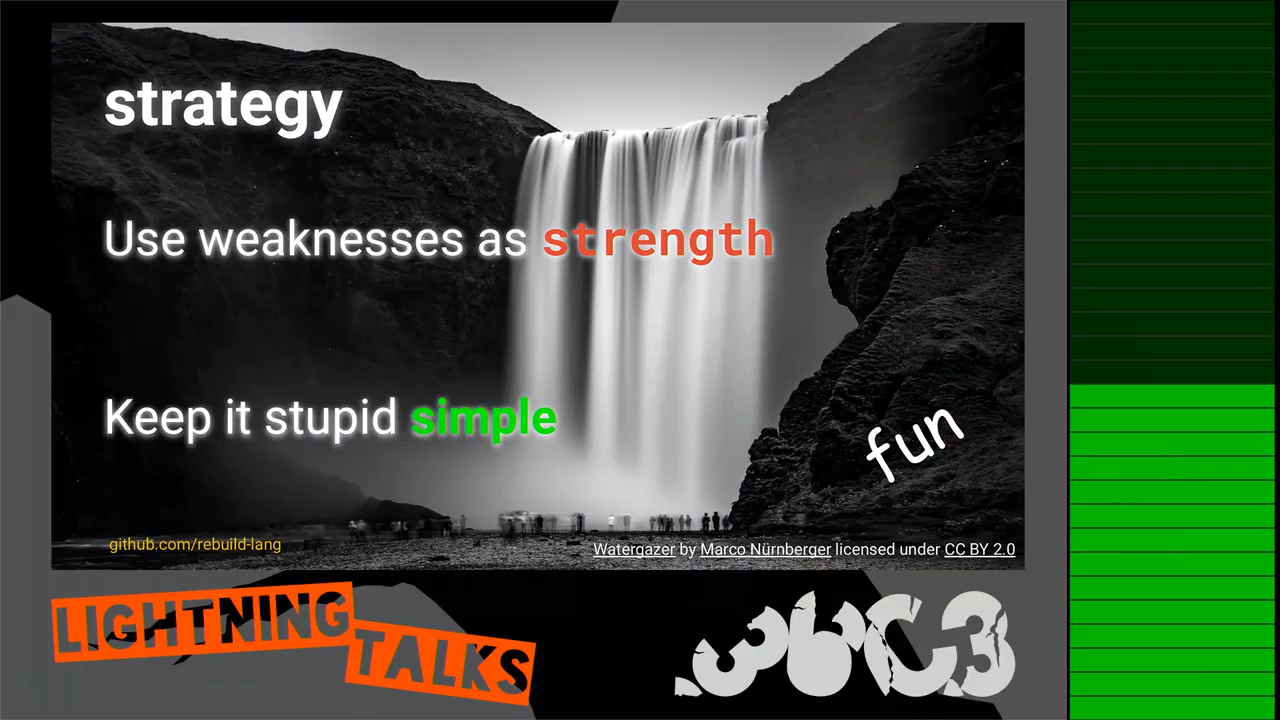 strategy
Use weaknesses as strength
Keep it stupid simple
fun
github.com/rebuild-lang
Watergazer by Marco Nürnberger licensed under CC BY 2.0
LIGHTNING
TALKS
36C3